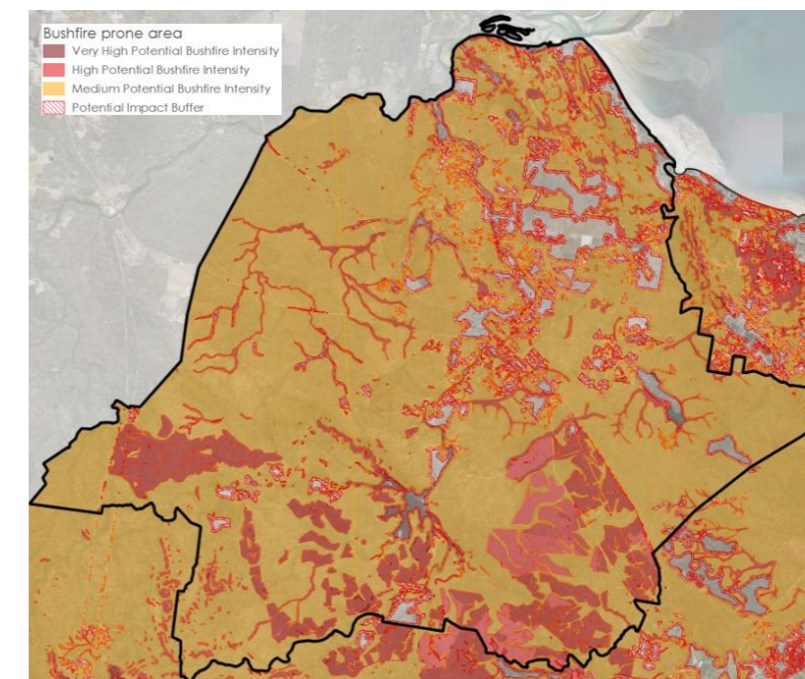 Bushfire prone area
Very High Potential Bushfire Intensity
High Potential Bushfire Intensity
Medium Potential Bushfire Intensity
Potential Impact Buffer